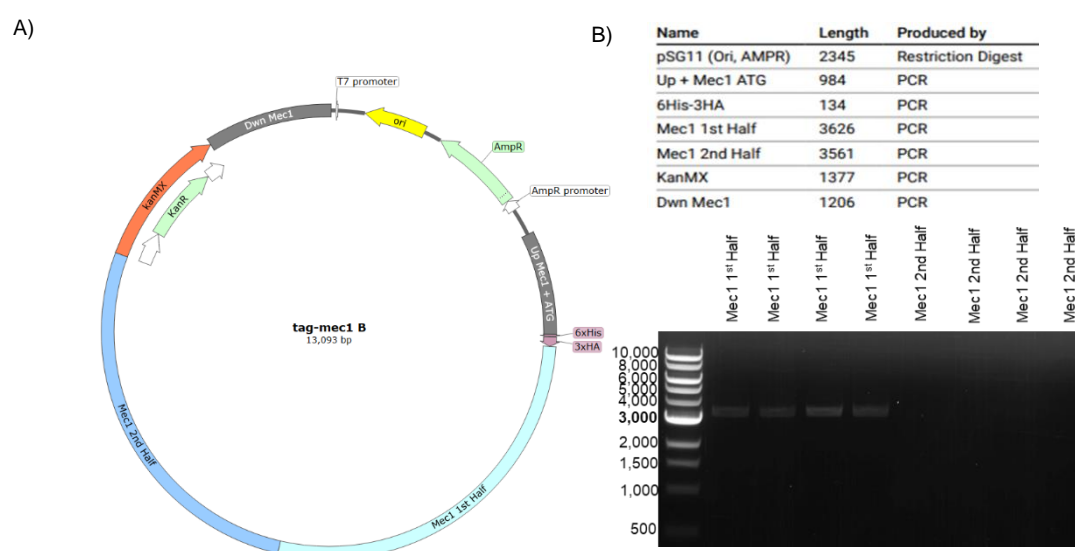 A)
T7 promoter
Dwn Mec1
ori
AmpR
AmpR promoter
kanMX
KanR
Up Mec1 + ATG
6xHis
3xHA
tag-mec1 B
13,093 bp
Mec1 2nd Half
Mec1 1st Half
B)
Name Length Produced by
pSG11 (Ori, AMPR) 2345 Restriction Digest
Up + Mec1 ATG 984 PCR
6His-3HA 134 PCR
Mec1 1st Half 3626 PCR
Mec1 2nd Half 3561 PCR
KanMX 1377 PCR
Dwn Mec1 1206 PCR
Mec1 1st Half
Mec1 1st Half
Mec1 1st Half
Mec1 1st Half
Mec1 2nd Half
Mec1 2nd Half
Mec1 2nd Half
Mec1 2nd Half
10,000
8,000
6,000
5,000
4,000
3,000
2,000
1,500
1,000
500